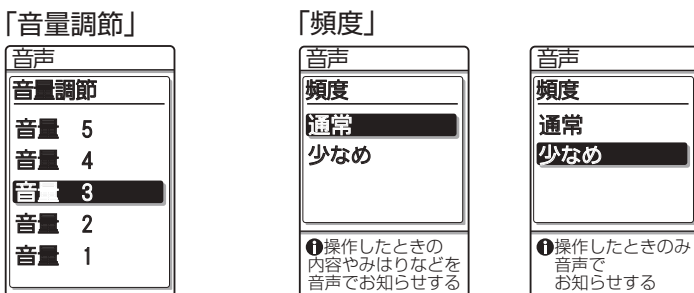 「音量調節」
音声
音量調節
音量 5
音量 4
音量 3
音量 2
音量 1
「頻度」
音声
頻度
通常
少なめ
❶操作したときの
内容やみはりなどを
音声でお知らせする
音声
頻度
通常
少なめ
❶操作したときのみ
音声で
お知らせする